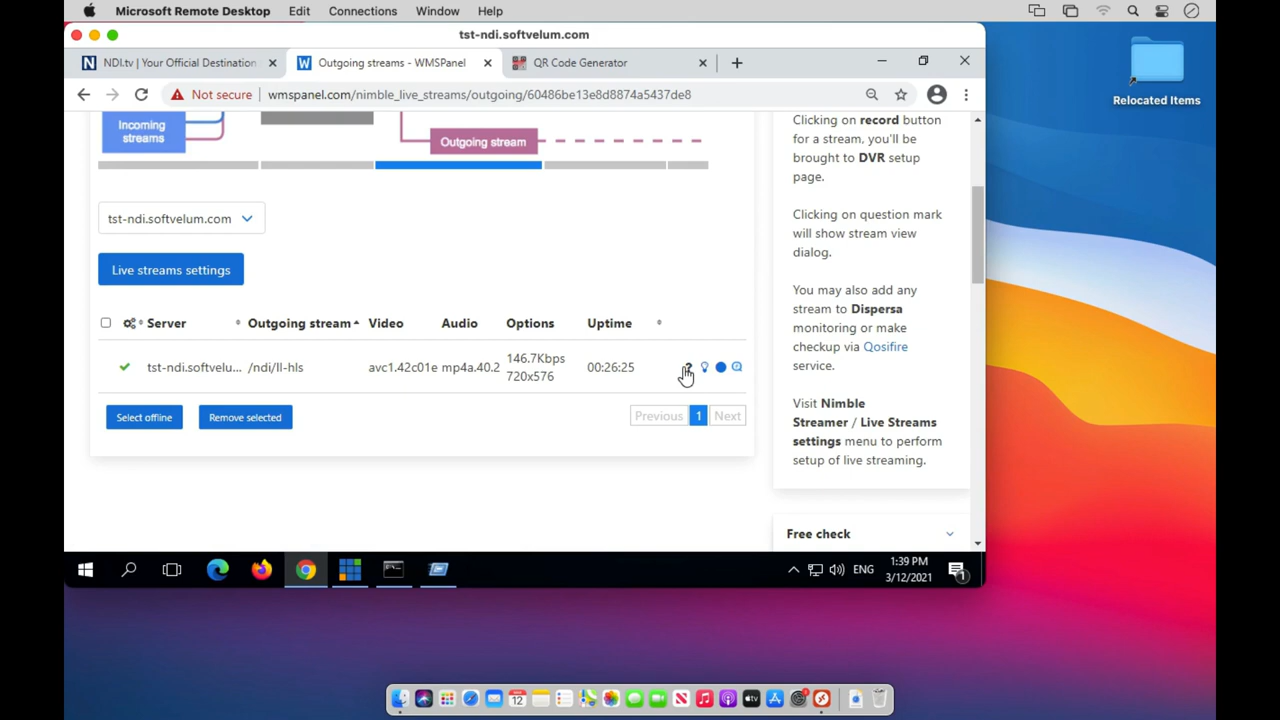 Microsoft Remote Desktop Edit Connections Window Help
tst-ndi.softvelum.com
Relocated Items
NDI.tv | Your Official Destination
Outgoing streams - WMSPanel
QR Code Generator
Not secure wmspanel.com/nimble_live_streams/outgoing/60486be13e8d8874a5437de8
Incoming
streams
Outgoing stream
tst-ndi.softvelum.com
Live streams settings
Server Outgoing stream Video Audio Options Uptime
tst-ndi.softvelu... /ndi/ll-hls avc1.42c01e mp4a.40.2 146.7Kbps 00:26:25
720x576
Select offline Remove selected Previous 1 Next
Clicking on record button
for a stream, you'll be
brought to DVR setup
page.
Clicking on question mark
will show stream view
dialog.
You may also add any
stream to Dispersa
monitoring or make
checkup via Qosifire
service.
Visit Nimble
Streamer / Live Streams
settings menu to perform
setup of live streaming.
Free check
ENG
1:39 PM
3/12/2021
1
12
tv